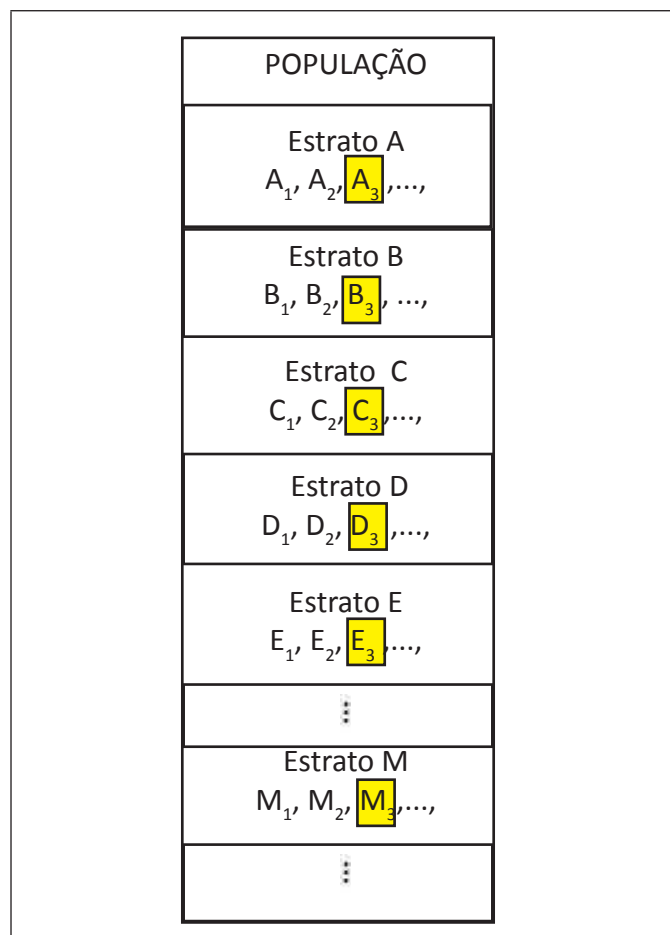 POPULAÇÃO
Estrato A
A₁, A₂, A₃ ,...,
Estrato B
B₁, B₂, B₃ , ...,
Estrato C
C₁, C₂, C₃,...,
Estrato D
D₁, D₂, D₃ ,...,
Estrato E
E₁, E₂, E₃,...,
⋮
Estrato M
M₁, M₂, M₃,...,
⋮